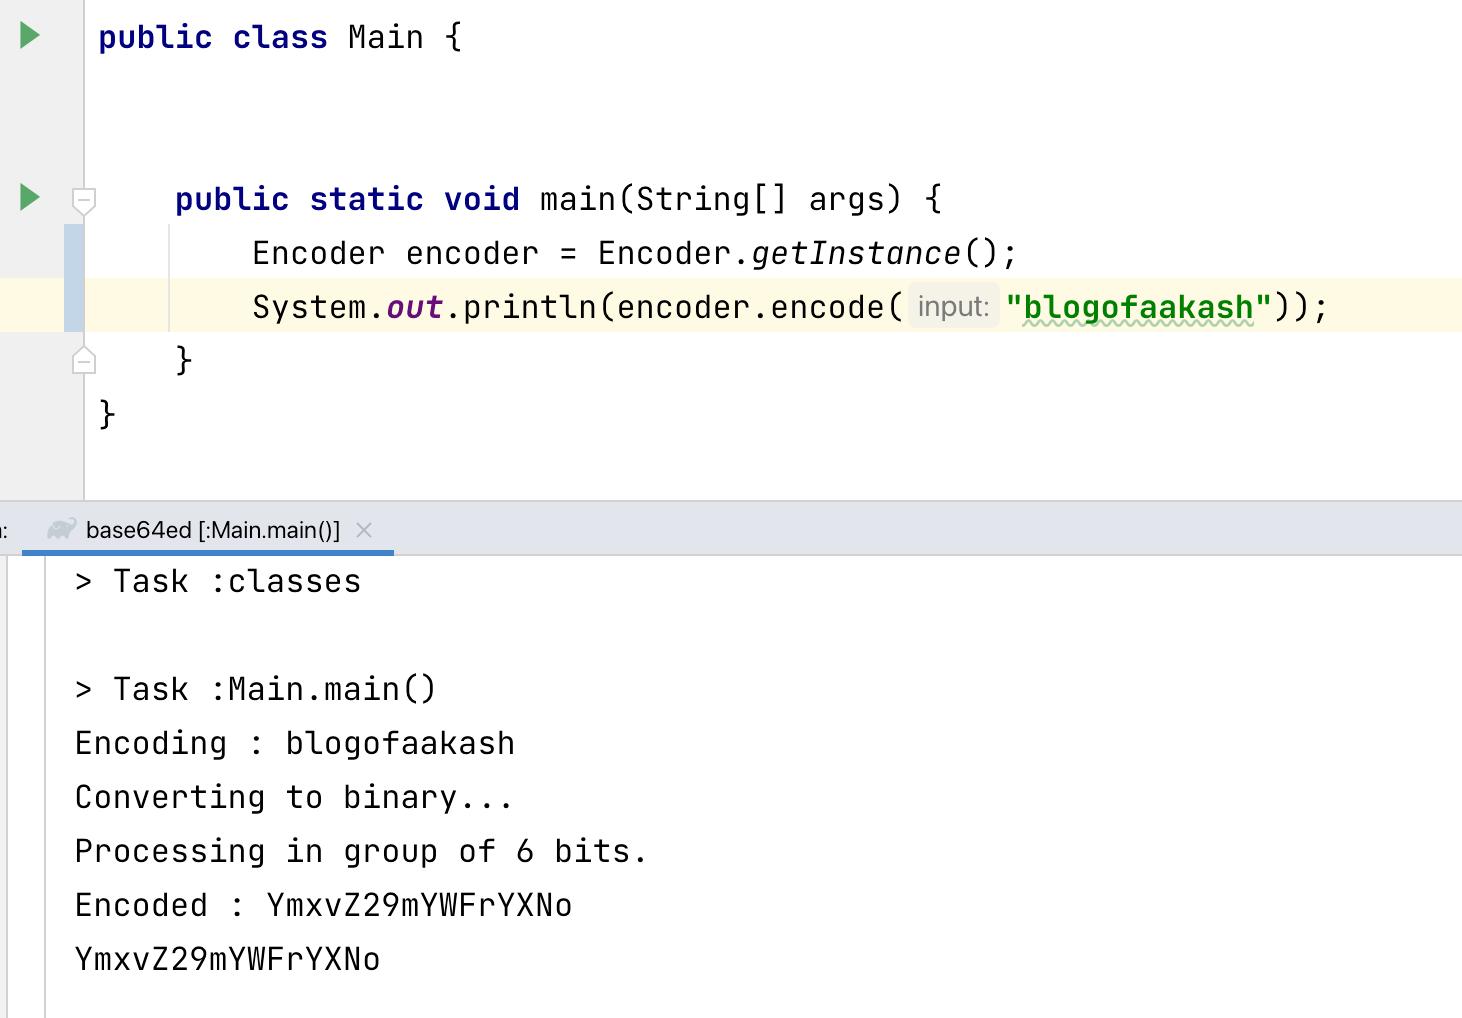 public class Main {
public static void main(String[] args) {
Encoder encoder = Encoder.getInstance();
System.out.println(encoder.encode( input: "blogofaakash"));
}
}
base64ed [:Main.main()]
> Task :classes
> Task :Main.main()
Encoding : blogofaakash
Converting to binary...
Processing in group of 6 bits.
Encoded : YmxvZ29mYWFrYXNo
YmxvZ29mYWFrYXNo